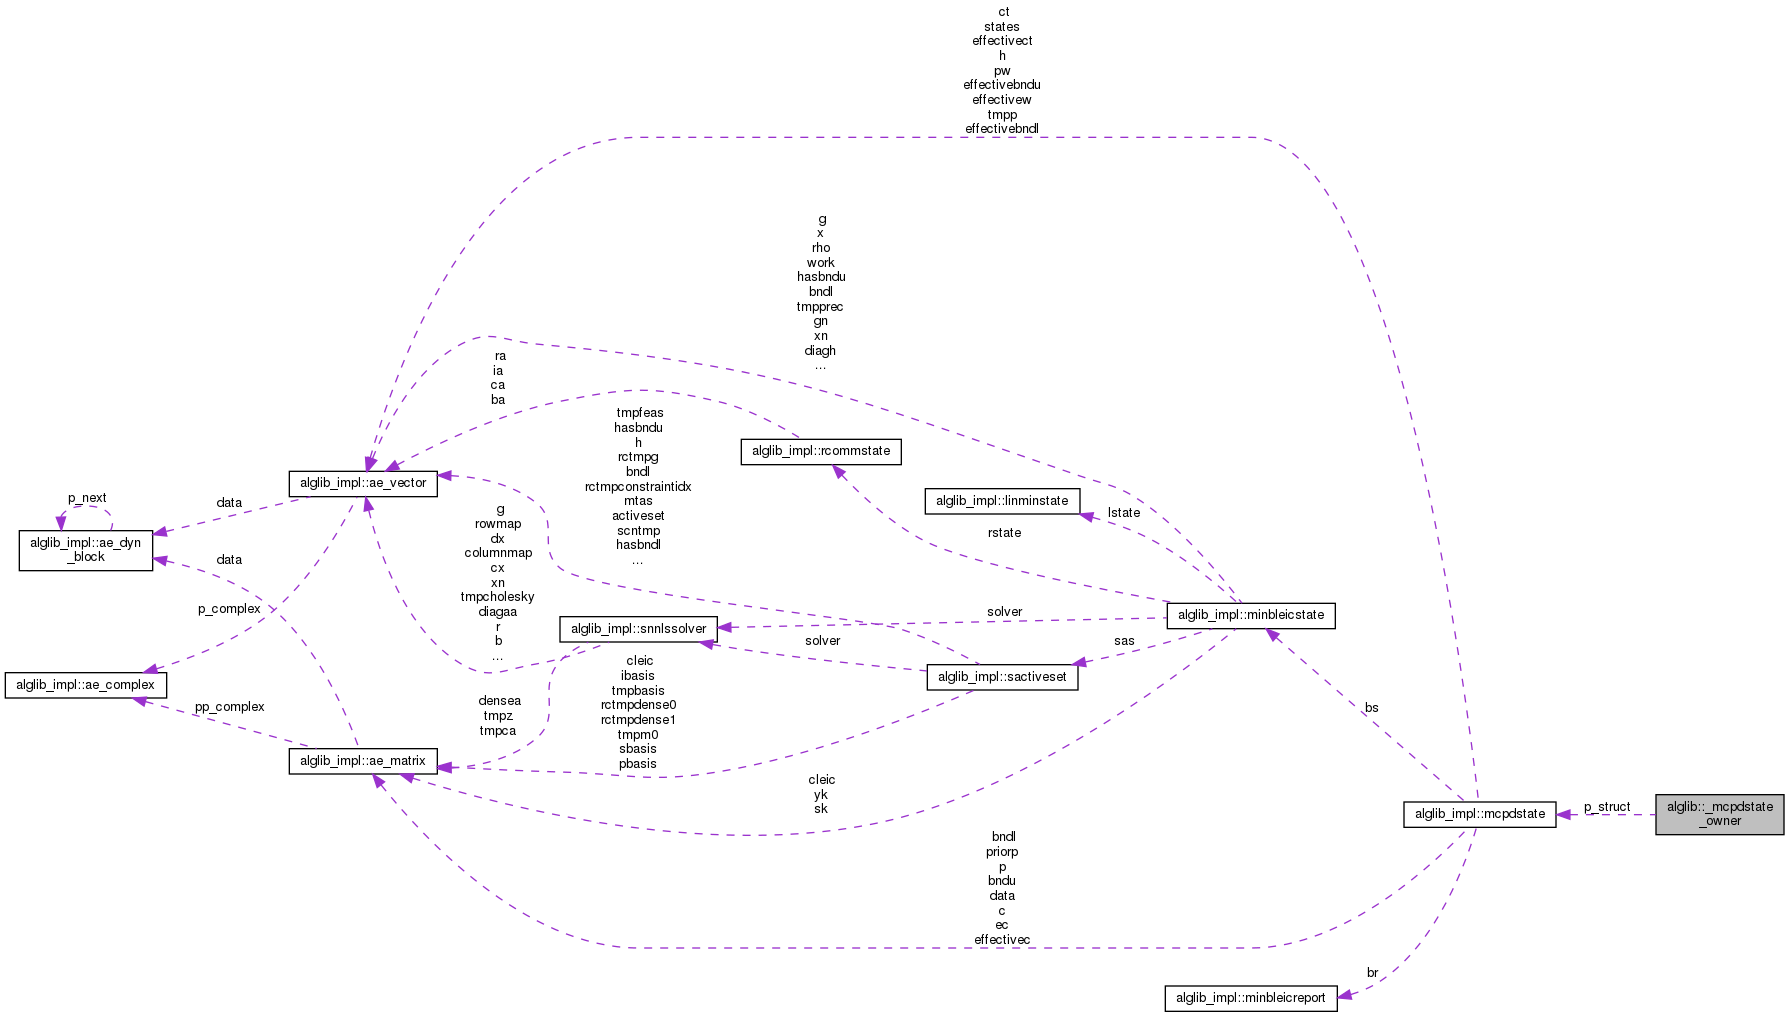 ct
states
effectivect
h
pw
effectivebndu
effectivew
tmpp
effectivebndl
g
x
rho
work
hasbndu
bndl
tmpprec
gn
xn
diagh
...
ra
ia
ca
ba
tmpfeas
hasbndu
h
rctmpg
bndl
rctmpconstraintidx
mtas
activeset
scntmp
hasbndl
...
alglib_impl::rcommstate
alglib_impl::ae_vector
alglib_impl::linminstate
lstate
rstate
p_next
data
alglib_impl::ae_dyn
_block
data
g
rowmap
dx
columnmap
cx
xn
tmpcholesky
diagaa
r
b
...
p_complex
alglib_impl::snnlssolver
solver
solver
alglib_impl::minbleicstate
sas
alglib_impl::sactiveset
alglib_impl::ae_complex
pp_complex
densea
tmpz
tmpca
cleic
ibasis
tmpbasis
rctmpdense0
rctmpdense1
tmpm0
sbasis
pbasis
bs
alglib_impl::ae_matrix
cleic
yk
sk
alglib_impl::mcpdstate
p_struct
alglib::_mcpdstate
_owner
bndl
priorp
p
bndu
data
c
ec
effectivec
br
alglib_impl::minbleicreport